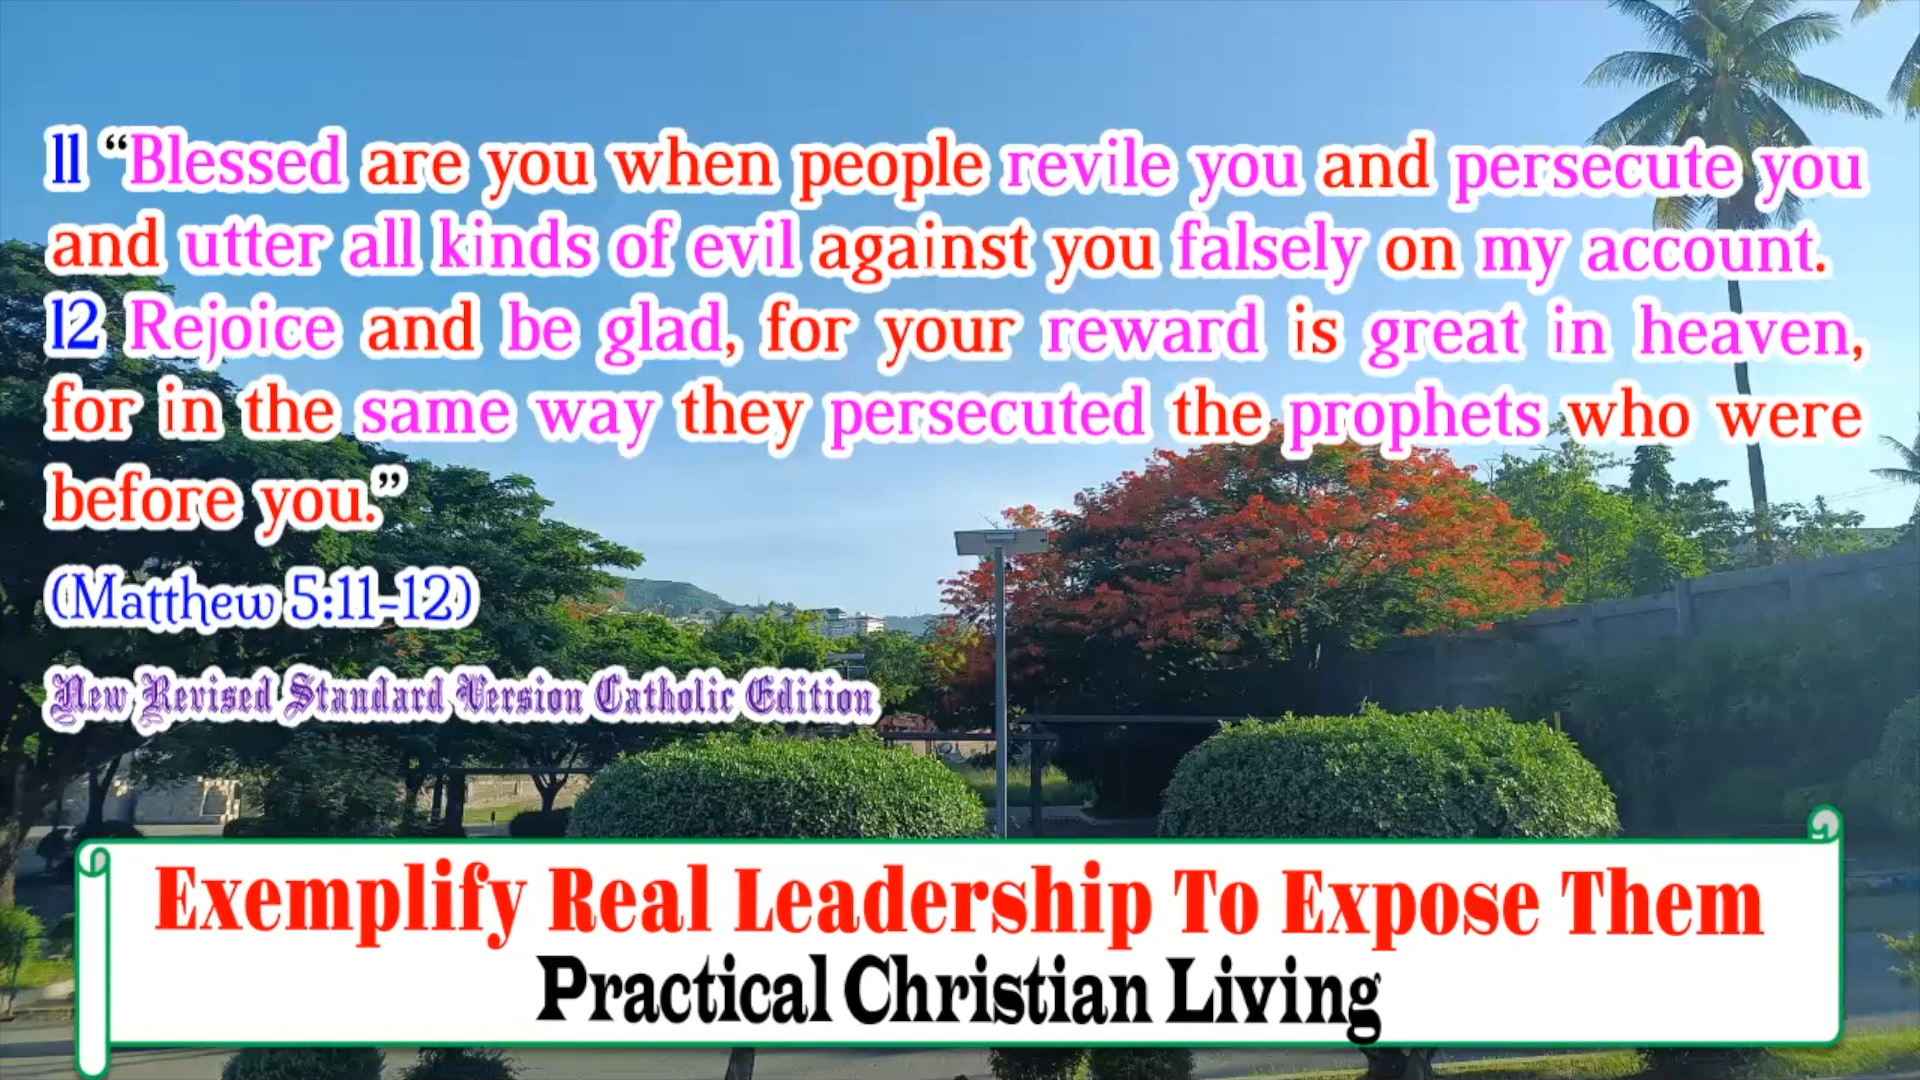 11 “Blessed are you when people revile you and persecute you
and utter all kinds of evil against you falsely on my account.
12 Rejoice and be glad, for your reward is great in heaven,
for in the same way they persecuted the prophets who were
before you.”
(Matthew 5:11-12)
New Revised Standard Version Catholic Edition
Exemplify Real Leadership To Expose Them
Practical Christian Living